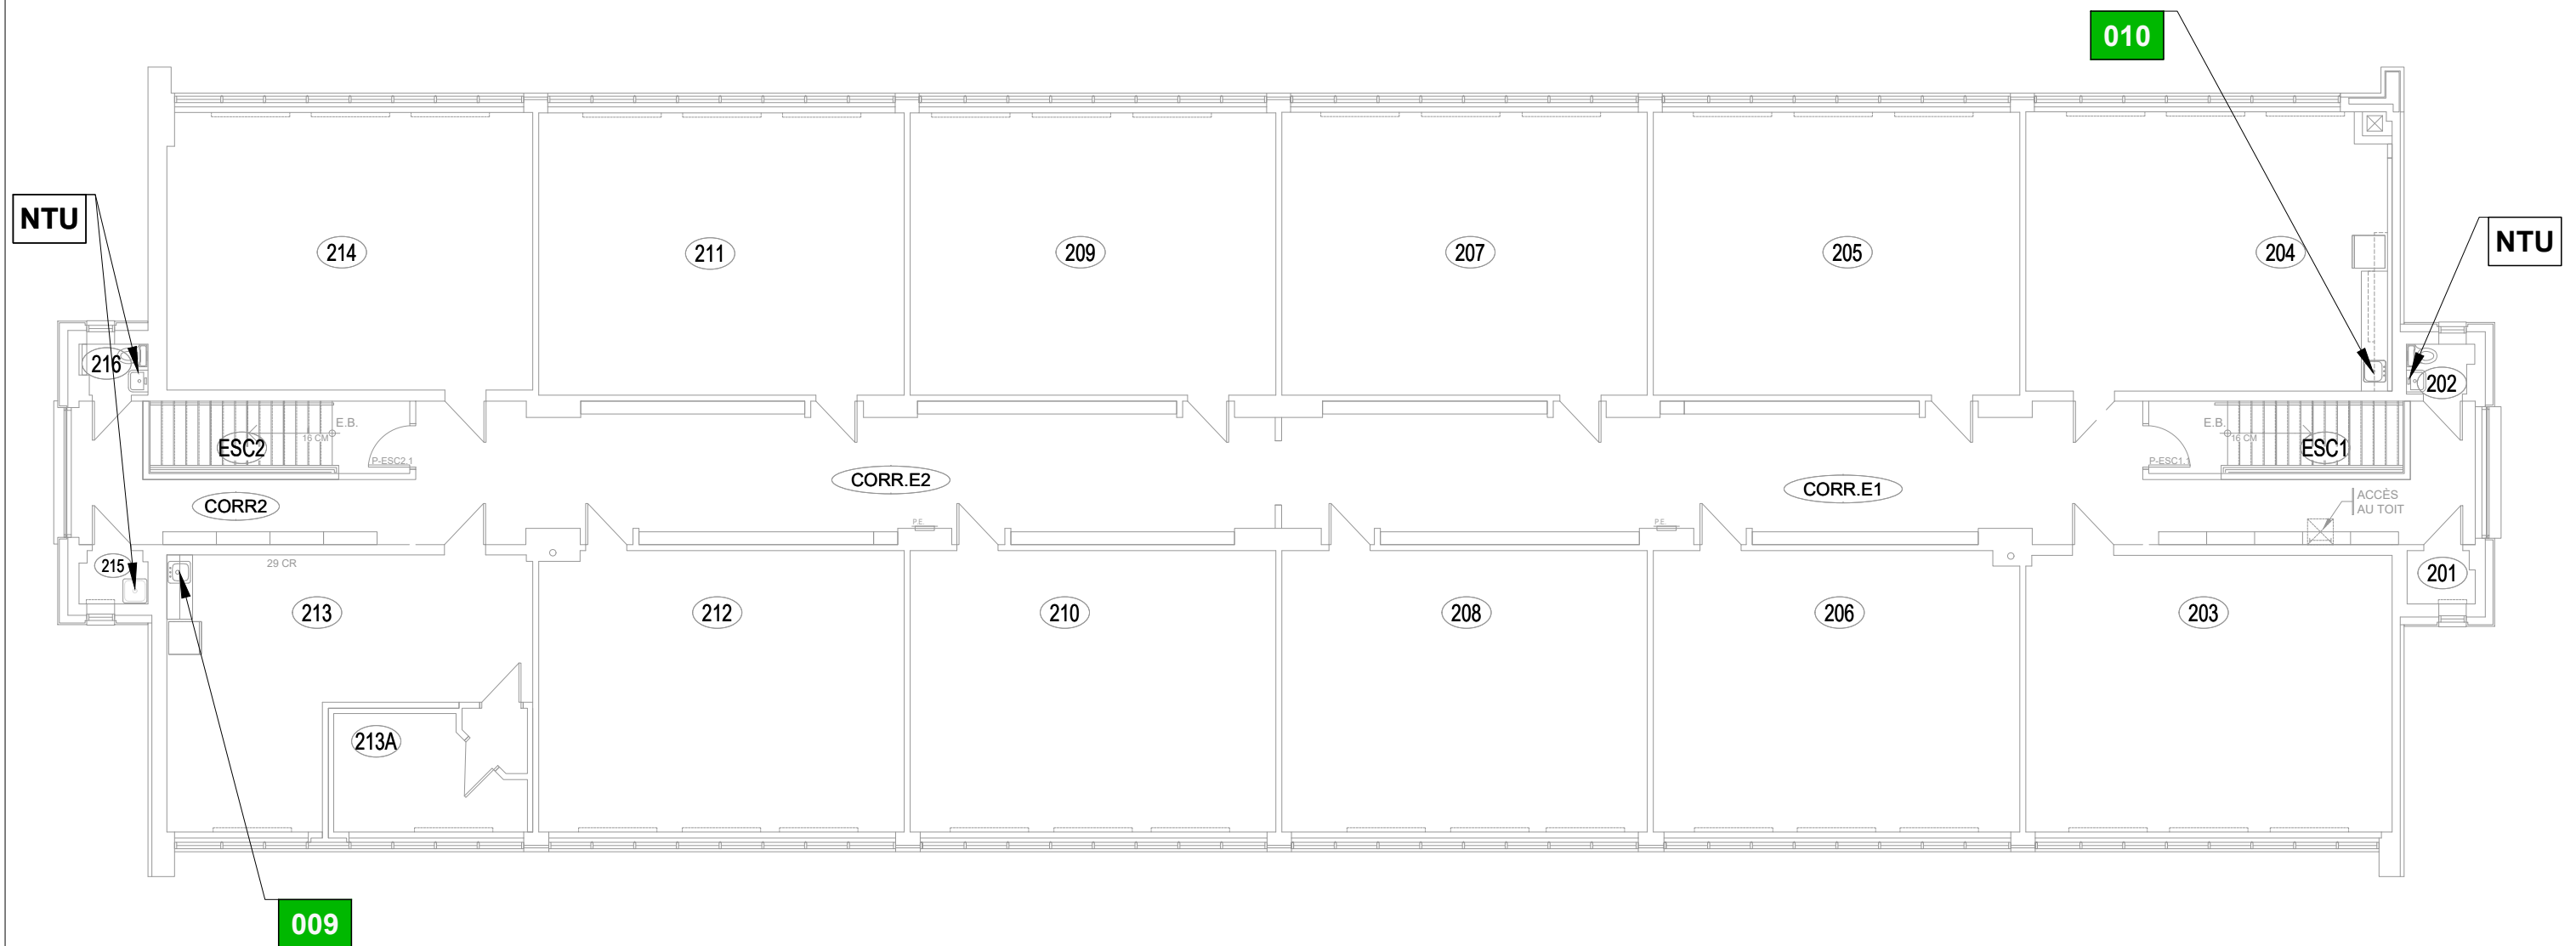 010
NTU
NTU
214
211
209
207
205
204
216
202
E.B.
16 CM
ESC2
P-ESC2.1
E.B.
16 CM
ESC1
P-ESC1.1
CORR2
CORR.E2
CORR.E1
ACCÈS
AU TOIT
P.E.
P.E.
215
29 CR
201
213
212
210
208
206
203
213A
009